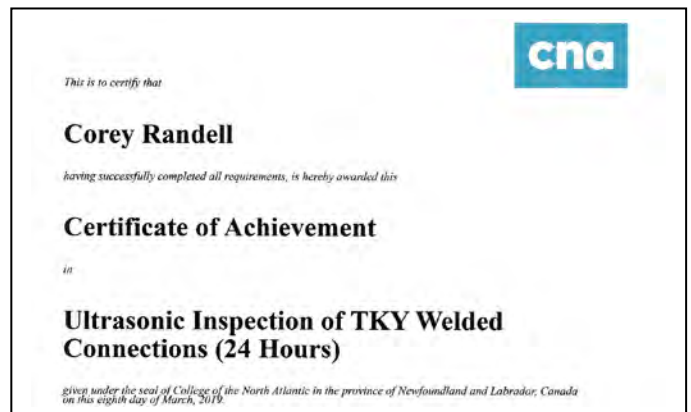 cna
This is to certify that
Corey Randell
having successfully completed all requirements, is hereby awarded this
Certificate of Achievement
in
Ultrasonic Inspection of TKY Welded
Connections (24 Hours)
given under the seal of College of the North Atlantic in the province of Newfoundland and Labrador, Canada
on this eighth day of March, 2019.